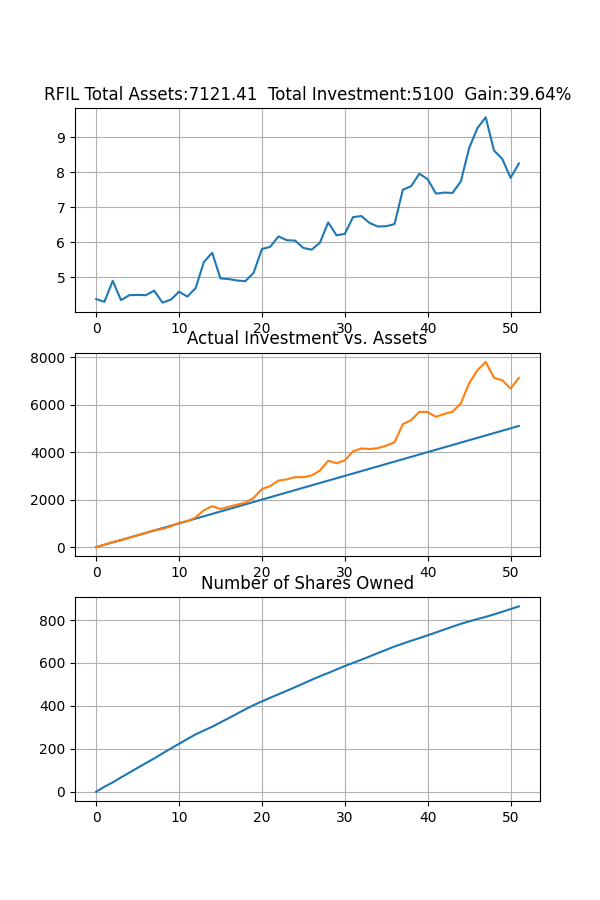 RFIL Total Assets:7121.41  Total Investment:5100  Gain:39.64%
9
8
7
6
5
0 10 20 30 40 50
Actual Investment vs. Assets
8000
6000
4000
2000
0
0 10 20 30 40 50
Number of Shares Owned
800
600
400
200
0
0 10 20 30 40 50